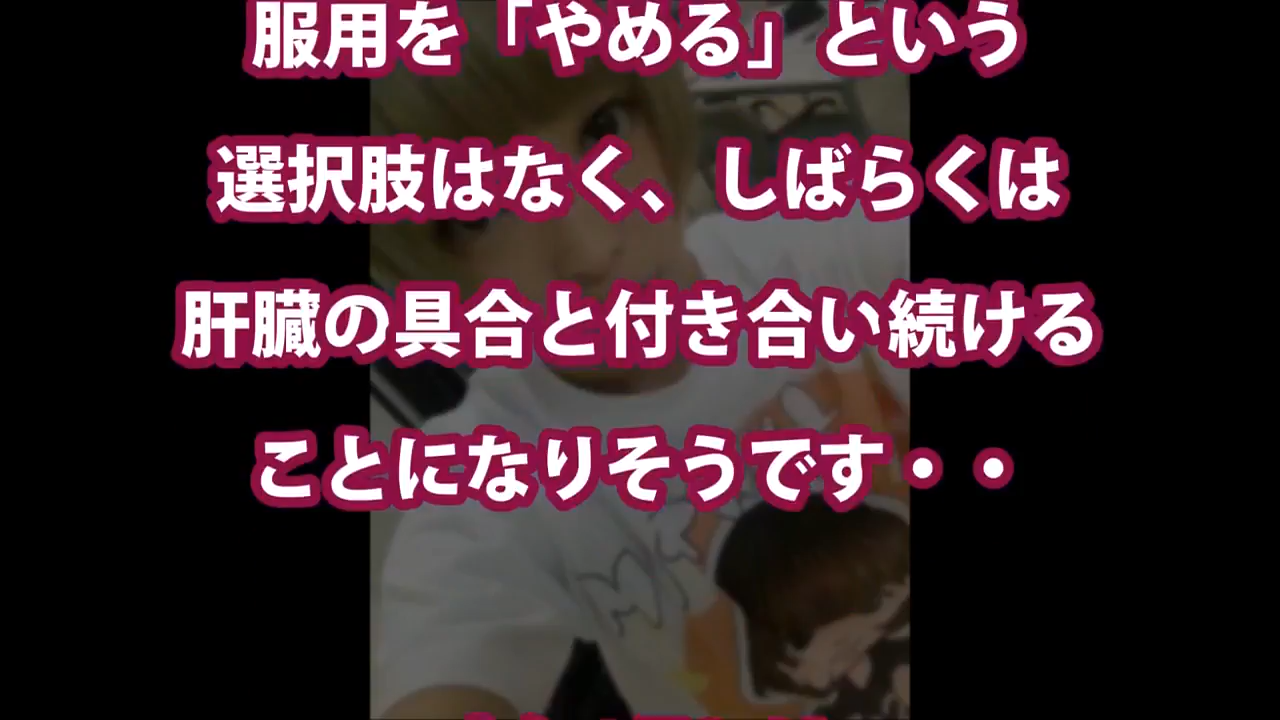 服用を「やめる」という
選択肢はなく、しばらくは
肝臓の具合と付き合い続ける
ことになりそうです・・